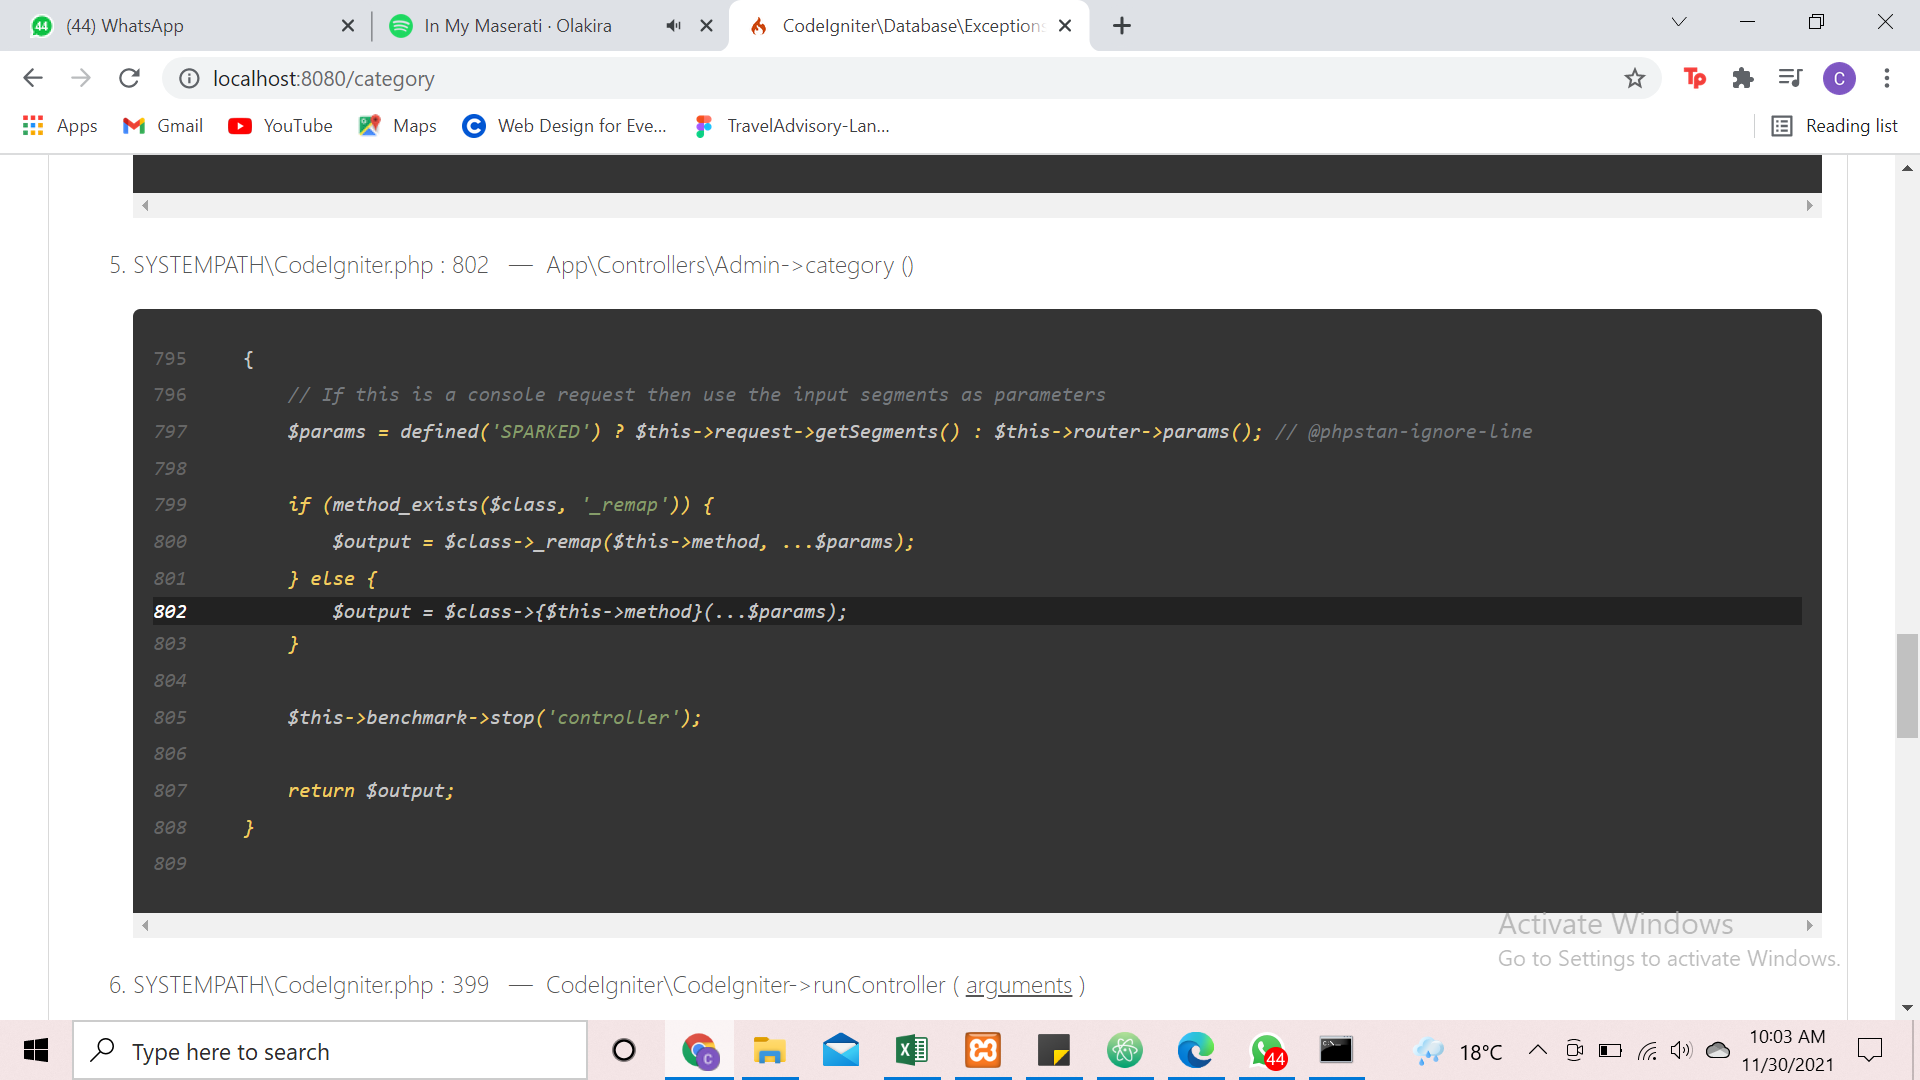 44 (44) WhatsApp
In My Maserati · Olakira
CodeIgniter\Database\Exceptions
localhost:8080/category
Tp
C
Apps
Gmail
YouTube
Maps
Web Design for Eve...
TravelAdvisory-Lan...
Reading list
5. SYSTEMPATH\CodeIgniter.php : 802 — App\Controllers\Admin->category ()
795 {
796 // If this is a console request then use the input segments as parameters
797 $params = defined('SPARKED') ? $this->request->getSegments() : $this->router->params(); // @phpstan-ignore-line
798
799 if (method_exists($class, '_remap')) {
800 $output = $class->_remap($this->method, ...$params);
801 } else {
802 $output = $class->{$this->method}(...$params);
803 }
804
805 $this->benchmark->stop('controller');
806
807 return $output;
808 }
809
Activate Windows
Go to Settings to activate Windows.
6. SYSTEMPATH\CodeIgniter.php : 399 — CodeIgniter\CodeIgniter->runController ( arguments )
Type here to search
C
44
18°C
10:03 AM
11/30/2021